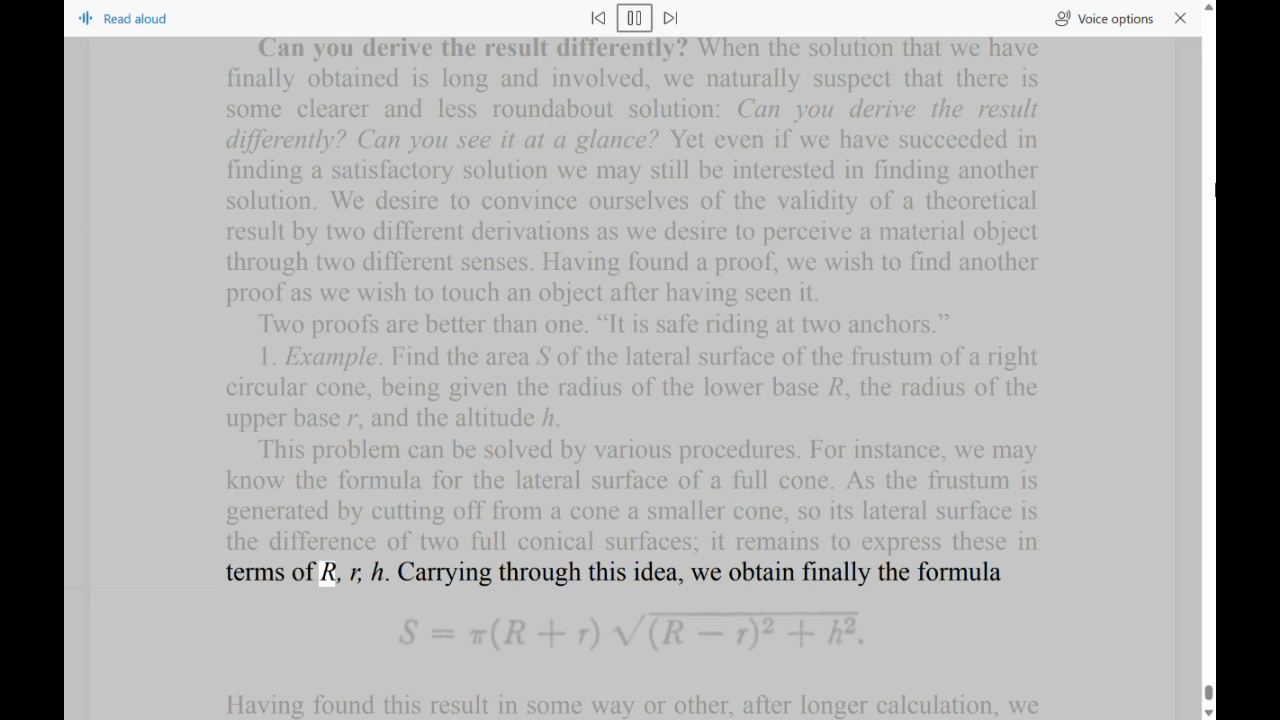 Read aloud
Voice options
Can you derive the result differently? When the solution that we have
finally obtained is long and involved, we naturally suspect that there is
some clearer and less roundabout solution: Can you derive the result
differently? Can you see it at a glance? Yet even if we have succeeded in
finding a satisfactory solution we may still be interested in finding another
solution. We desire to convince ourselves of the validity of a theoretical
result by two different derivations as we desire to perceive a material object
through two different senses. Having found a proof, we wish to find another
proof as we wish to touch an object after having seen it.
Two proofs are better than one. “It is safe riding at two anchors.”
1. Example. Find the area S of the lateral surface of the frustum of a right
circular cone, being given the radius of the lower base R, the radius of the
upper base r, and the altitude h.
This problem can be solved by various procedures. For instance, we may
know the formula for the lateral surface of a full cone. As the frustum is
generated by cutting off from a cone a smaller cone, so its lateral surface is
the difference of two full conical surfaces; it remains to express these in
terms of R, r, h. Carrying through this idea, we obtain finally the formula
S = π(R + r) √(R − r)² + h².
Having found this result in some way or other, after longer calculation, we